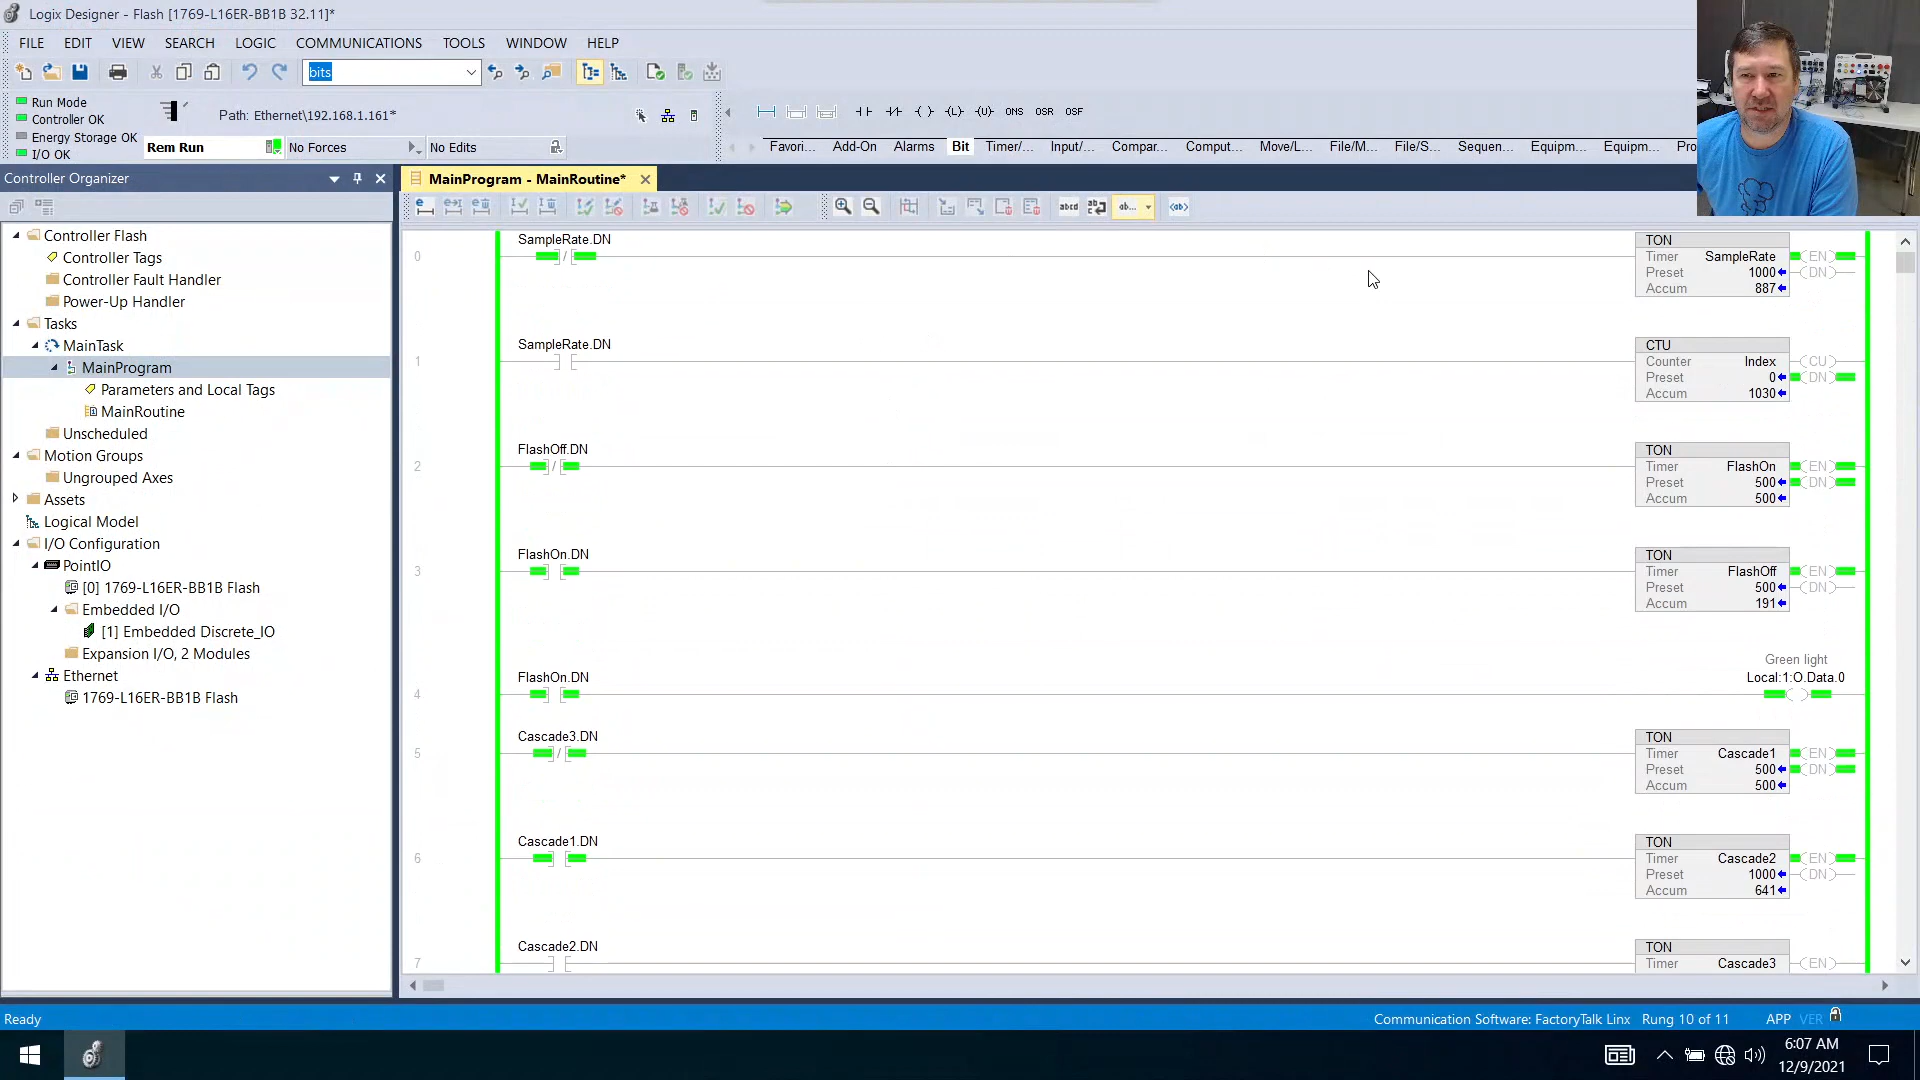 Logix Designer - Flash [1769-L16ER-BB1B 32.11]*
FILE EDIT VIEW SEARCH LOGIC COMMUNICATIONS TOOLS WINDOW HELP
bits
Run Mode
Controller OK
Energy Storage OK
I/O OK
Path: Ethernet\192.168.1.161*
Rem Run No Forces No Edits
ONS OSR OSF
Favori... Add-On Alarms Bit Timer/... Input/... Compar... Comput... Move/L... File/M... File/S... Sequen... Equipm... Equipm... Pro
Controller Organizer
MainProgram - MainRoutine*
Controller Flash
Controller Tags
Controller Fault Handler
Power-Up Handler
Tasks
MainTask
MainProgram
Parameters and Local Tags
MainRoutine
Unscheduled
Motion Groups
Ungrouped Axes
Assets
Logical Model
I/O Configuration
PointIO
[0] 1769-L16ER-BB1B Flash
Embedded I/O
[1] Embedded Discrete_IO
Expansion I/O, 2 Modules
Ethernet
1769-L16ER-BB1B Flash
abcd ab...
0 SampleRate.DN
TON
Timer SampleRate (EN)
Preset 1000 (DN)
Accum 887
1 SampleRate.DN
CTU
Counter Index (CU)
Preset 0 (DN)
Accum 1030
2 FlashOff.DN
TON
Timer FlashOn (EN)
Preset 500 (DN)
Accum 500
3 FlashOn.DN
TON
Timer FlashOff (EN)
Preset 500 (DN)
Accum 191
4 FlashOn.DN
Green light
Local:1:O.Data.0
5 Cascade3.DN
TON
Timer Cascade1 (EN)
Preset 500 (DN)
Accum 500
6 Cascade1.DN
TON
Timer Cascade2 (EN)
Preset 1000 (DN)
Accum 641
7 Cascade2.DN
TON
Timer Cascade3 (EN)
Ready
Communication Software: FactoryTalk Linx Rung 10 of 11 APP VER
6:07 AM
12/9/2021